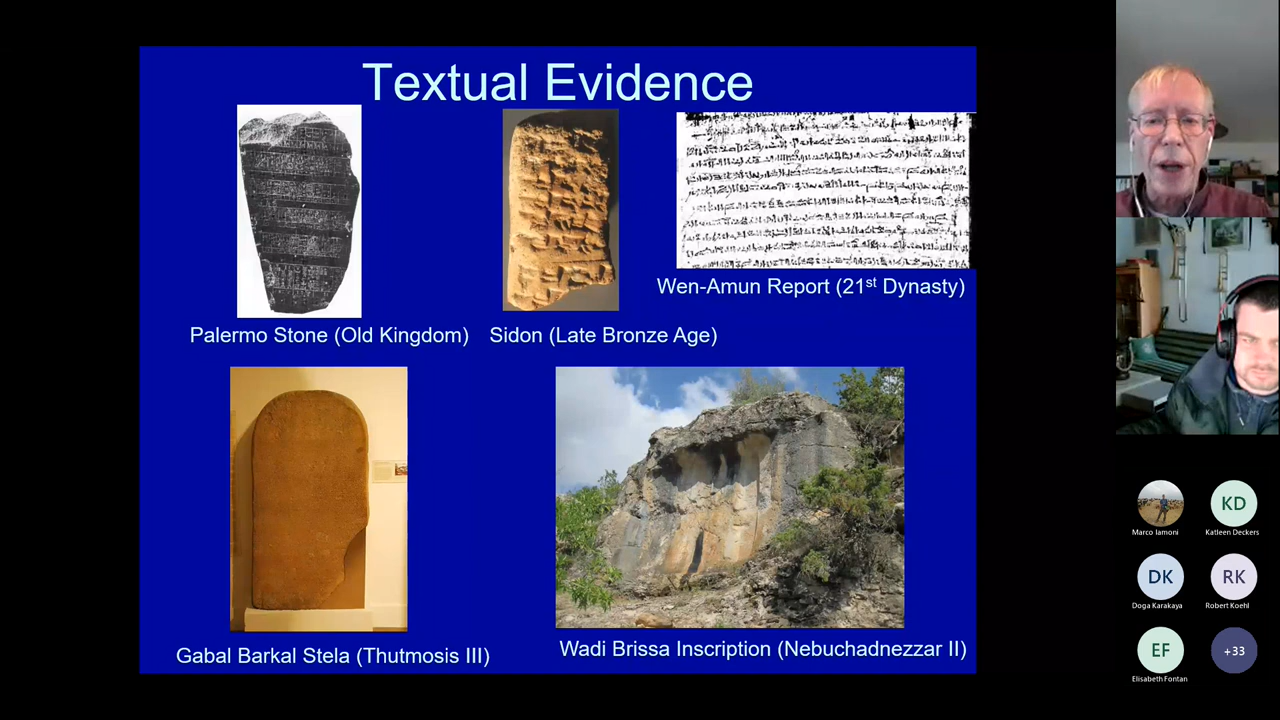 Textual Evidence
Wen-Amun Report (21st Dynasty)
Palermo Stone (Old Kingdom)
Sidon (Late Bronze Age)
Gabal Barkal Stela (Thutmosis III)
Wadi Brissa Inscription (Nebuchadnezzar II)
KD
Marco Iamoni
Katleen Deckers
DK
RK
Doga Karakaya
Robert Koehl
EF
+33
Elisabeth Fontan